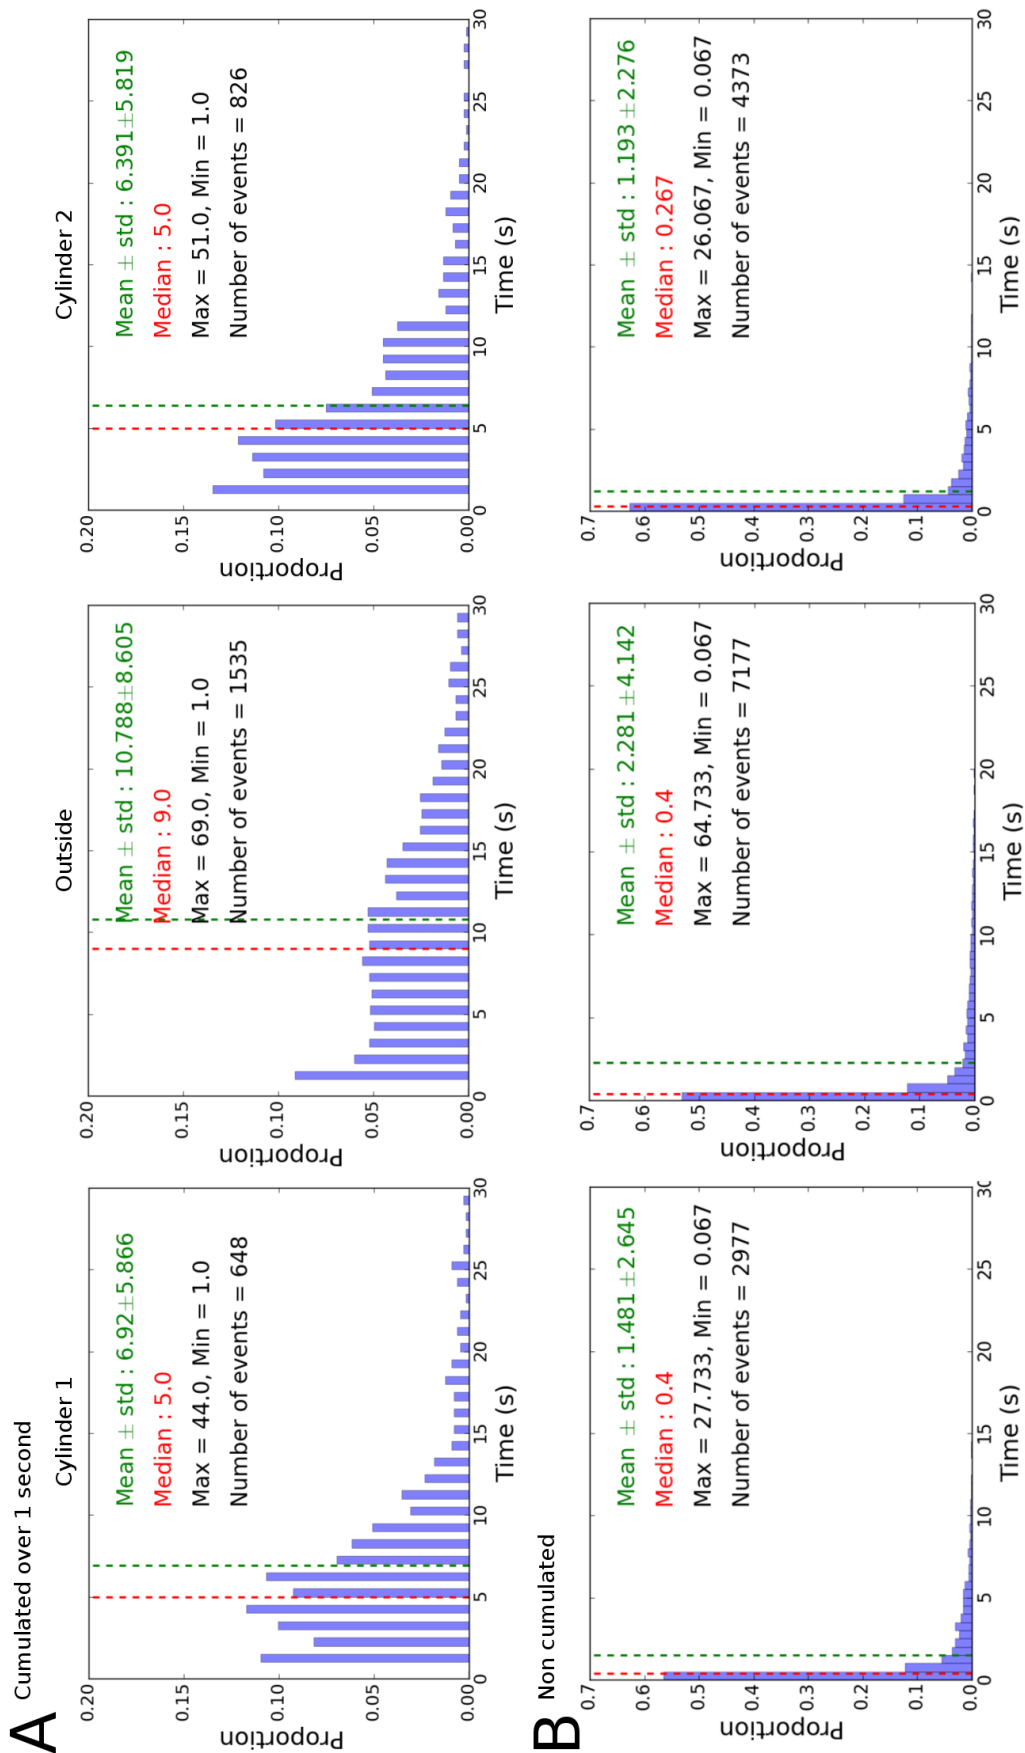 A
Cumulated over 1 second
Cylinder 1
Proportion
0.20
0.15
0.10
0.05
0.00
Mean ± std : 6.92±5.866
Median : 5.0
Max = 44.0, Min = 1.0
Number of events = 648
0 5 10 15 20 25 30
Time (s)
Outside
Proportion
0.20
0.15
0.10
0.05
0.00
Mean ± std : 10.788±8.605
Median : 9.0
Max = 69.0, Min = 1.0
Number of events = 1535
0 5 10 15 20 25 30
Time (s)
Cylinder 2
Proportion
0.20
0.15
0.10
0.05
0.00
Mean ± std : 6.391±5.819
Median : 5.0
Max = 51.0, Min = 1.0
Number of events = 826
0 5 10 15 20 25 30
Time (s)
B
Non cumulated
Proportion
0.7
0.6
0.5
0.4
0.3
0.2
0.1
0.0
Mean ± std : 1.481±2.645
Median : 0.4
Max = 27.733, Min = 0.067
Number of events = 2977
0 5 10 15 20 25 30
Time (s)
Proportion
0.7
0.6
0.5
0.4
0.3
0.2
0.1
0.0
Mean ± std : 2.281±4.142
Median : 0.4
Max = 64.733, Min = 0.067
Number of events = 7177
0 5 10 15 20 25 30
Time (s)
Proportion
0.7
0.6
0.5
0.4
0.3
0.2
0.1
0.0
Mean ± std : 1.193±2.276
Median : 0.267
Max = 26.067, Min = 0.067
Number of events = 4373
0 5 10 15 20 25 30
Time (s)